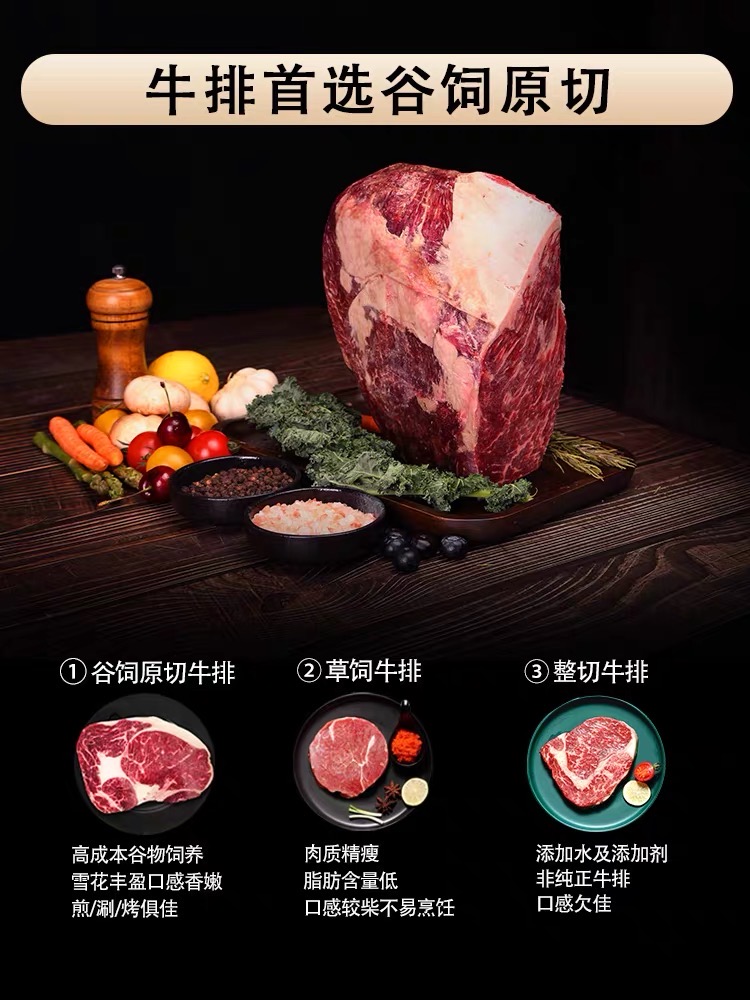 牛排首选谷饲原切
①谷饲原切牛排
高成本谷物饲养
雪花丰盈口感香嫩
煎/涮/烤俱佳
②草饲牛排
肉质精瘦
脂肪含量低
口感较柴不易烹饪
③整切牛排
添加水及添加剂
非纯正牛排
口感欠佳